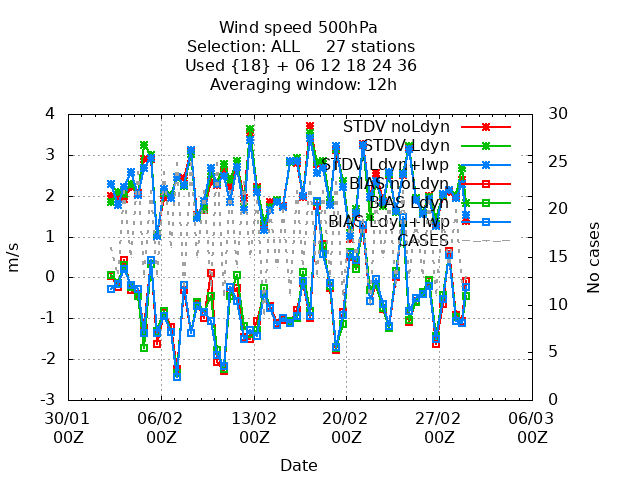 Wind speed 500hPa
Selection: ALL     27 stations
Used {18} + 06 12 18 24 36
Averaging window: 12h
4
3
2
1
0
-1
-2
-3
m/s
30
25
20
15
10
5
0
No cases
STDV noLdyn
STDV Ldyn
STDV Ldyn+lwp
BIAS noLdyn
BIAS Ldyn
BIAS Ldyn+lwp
CASES
30/01 06/02 13/02 20/02 27/02 06/03
00Z 00Z 00Z 00Z 00Z 00Z
Date